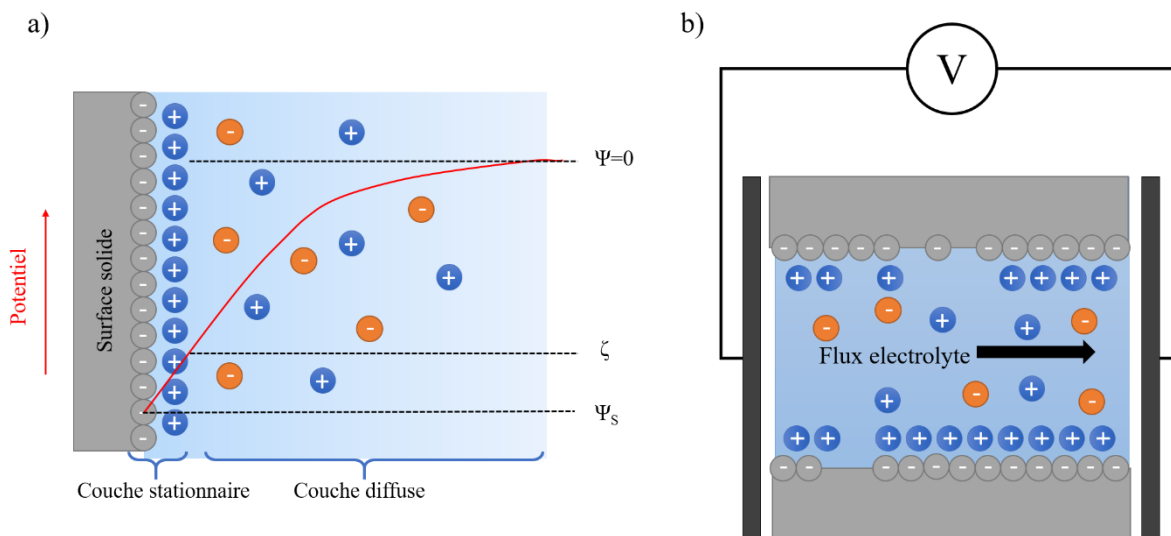 a)
Potentiel
Surface solide
Ψ=0
ζ
Ψs
Couche stationnaire
Couche diffuse
b)
V
Flux electrolyte